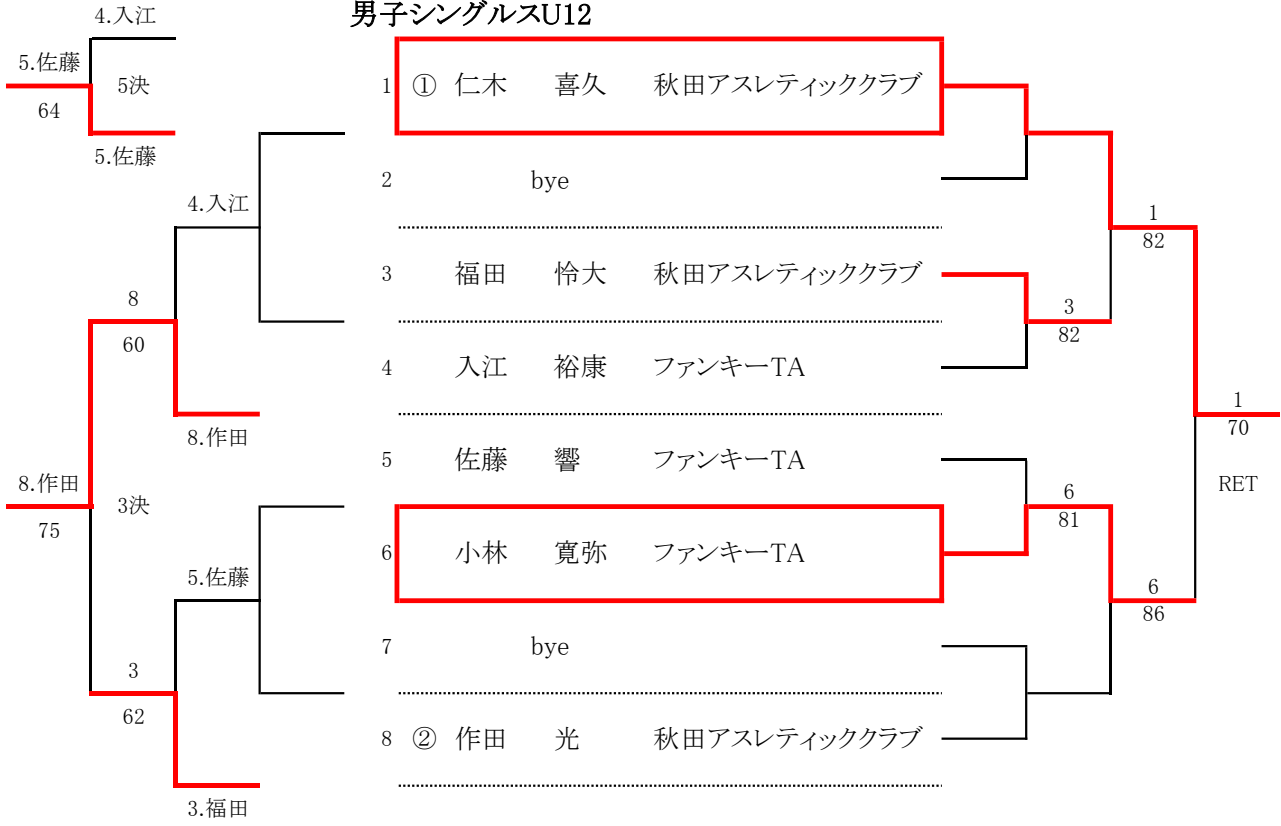 男子シングルスU12
4.入江
5.佐藤
5決
64
5.佐藤
4.入江
8
60
8.作田
8.作田
3決
75
5.佐藤
3
62
3.福田
1 ① 仁木 喜久 秋田アスレティッククラブ
2 bye
3 福田 怜大 秋田アスレティッククラブ
4 入江 裕康 ファンキーTA
5 佐藤 響 ファンキーTA
6 小林 寛弥 ファンキーTA
7 bye
8 ② 作田 光 秋田アスレティッククラブ
1
82
3
82
1
70
RET
6
81
6
86